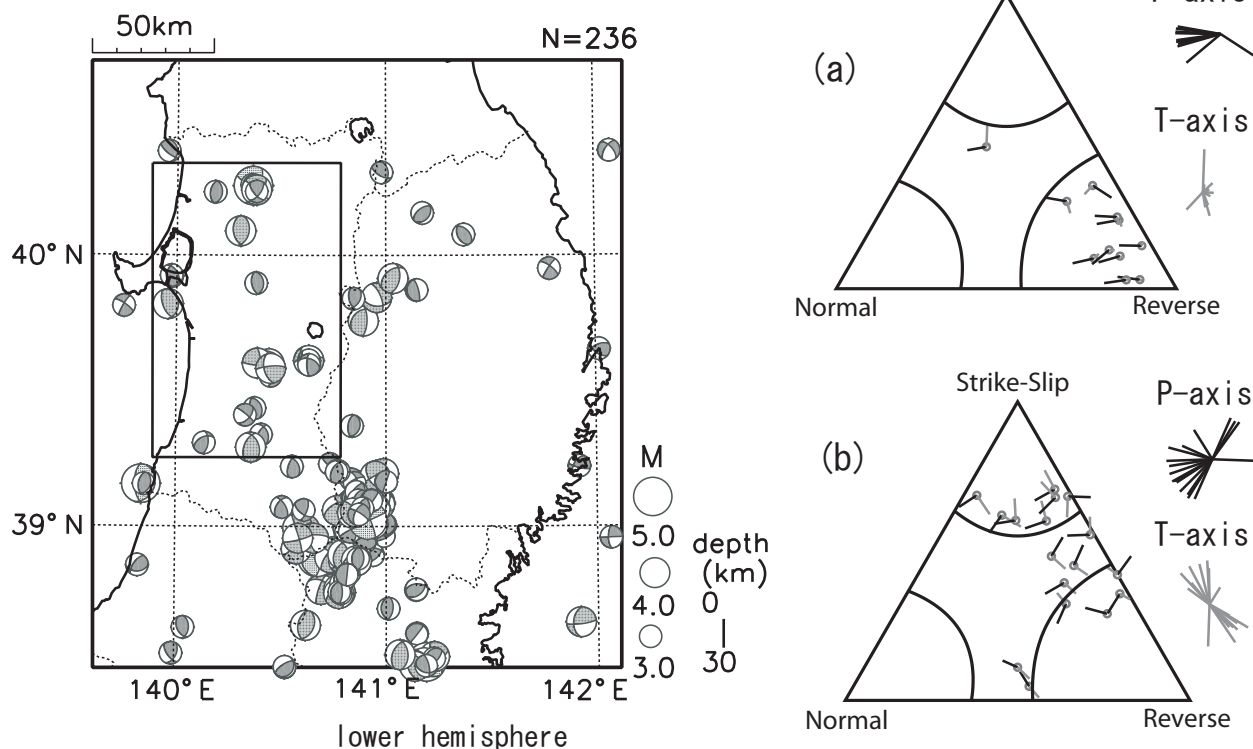 50km
N=236
40°N
39°N
140°E
141°E
142°E
lower hemisphere
M
5.0
4.0
3.0
depth
(km)
0
30
(a)
T-axis
Normal
Reverse
(b)
Strike-Slip
P-axis
T-axis
Normal
Reverse